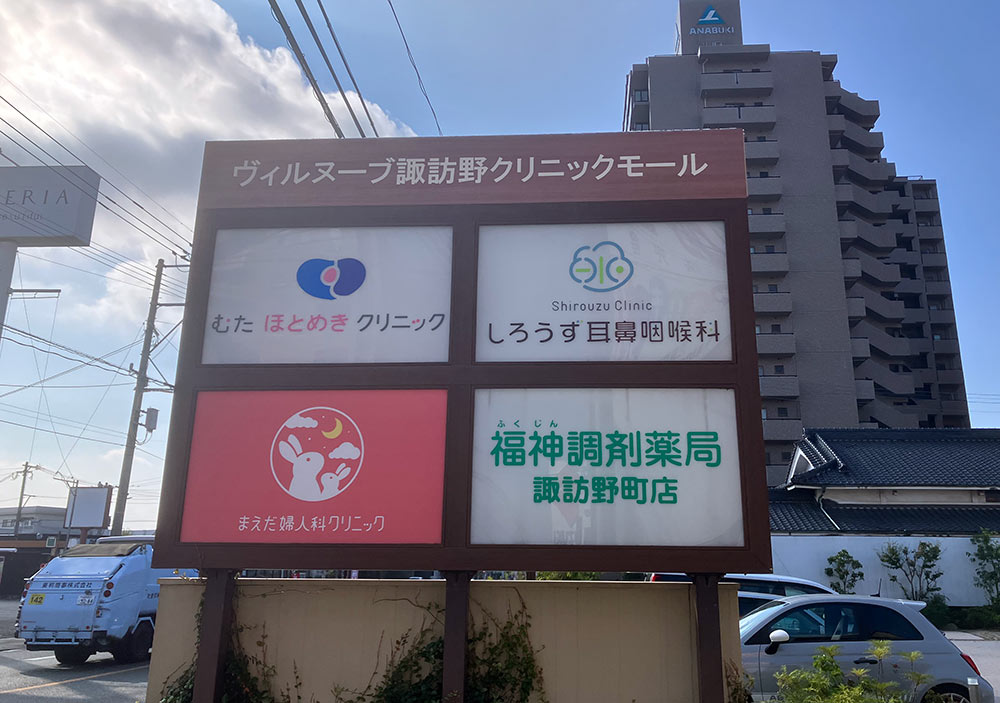 ANABUKI
ヴィルヌーブ諏訪野クリニックモール
むた ほとめき クリニック
Shirouzu Clinic
しろうず耳鼻咽喉科
まえだ婦人科クリニック
ふくじん
福神調剤薬局
諏訪野町店
ERIA
42